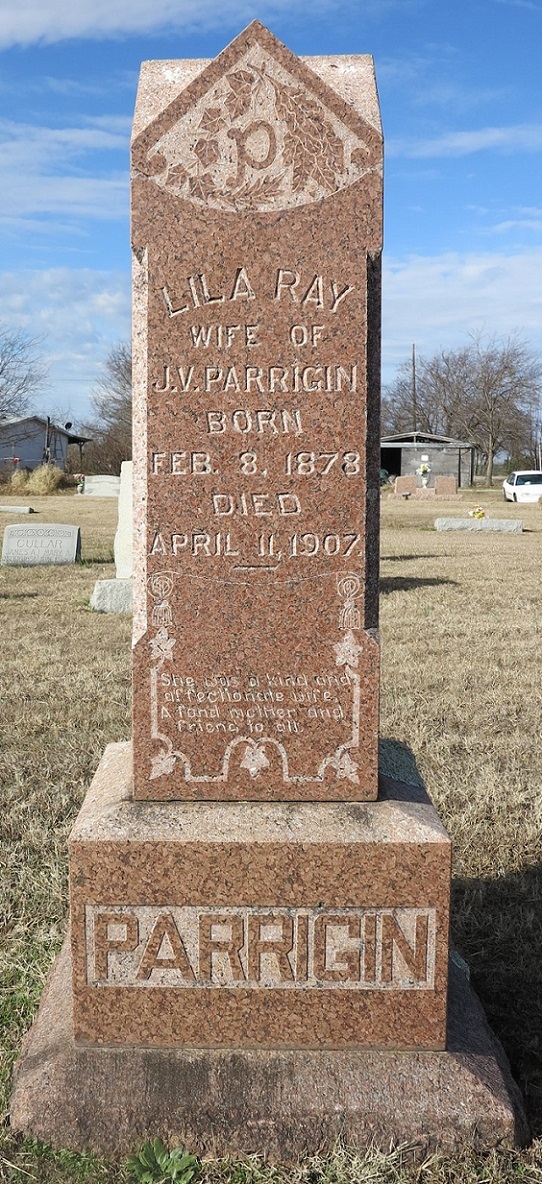 P
LILA RAY
WIFE OF
J.V. PARRIGIN
BORN
FEB. 8, 1878
DIED
APRIL 11, 1907.
She was a kind and
affectionate wife,
A fond mother and
friend to all.
PARRIGIN
CULLAR